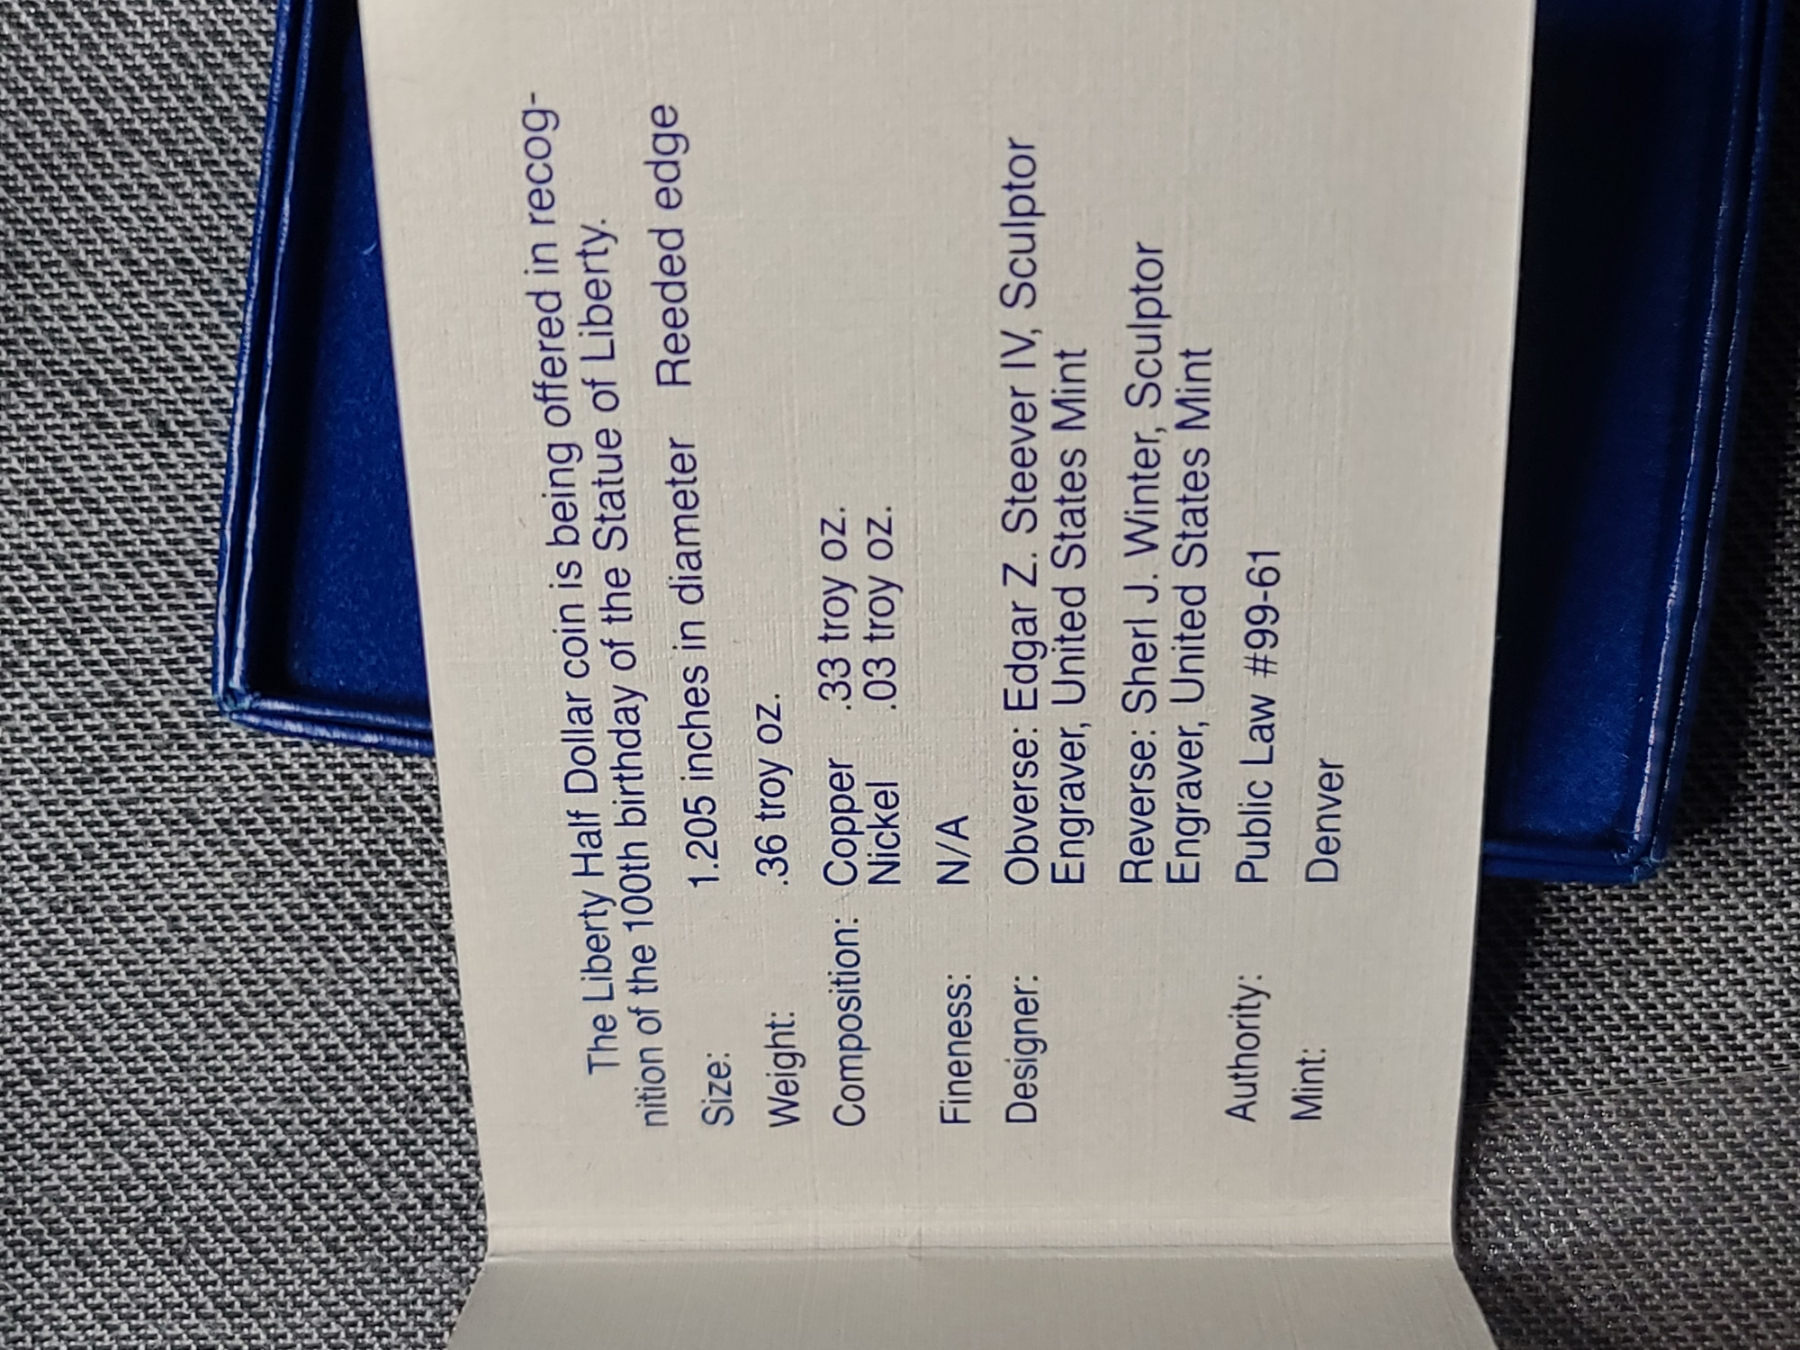 The Liberty Half Dollar coin is being offered in recog-
nition of the 100th birthday of the Statue of Liberty.
Size: 1.205 inches in diameter Reeded edge
Weight: .36 troy oz.
Composition: Copper .33 troy oz.
Nickel .03 troy oz.
Fineness: N/A
Designer: Obverse: Edgar Z. Steever IV, Sculptor
Engraver, United States Mint
Reverse: Sherl J. Winter, Sculptor
Engraver, United States Mint
Authority: Public Law #99-61
Mint: Denver